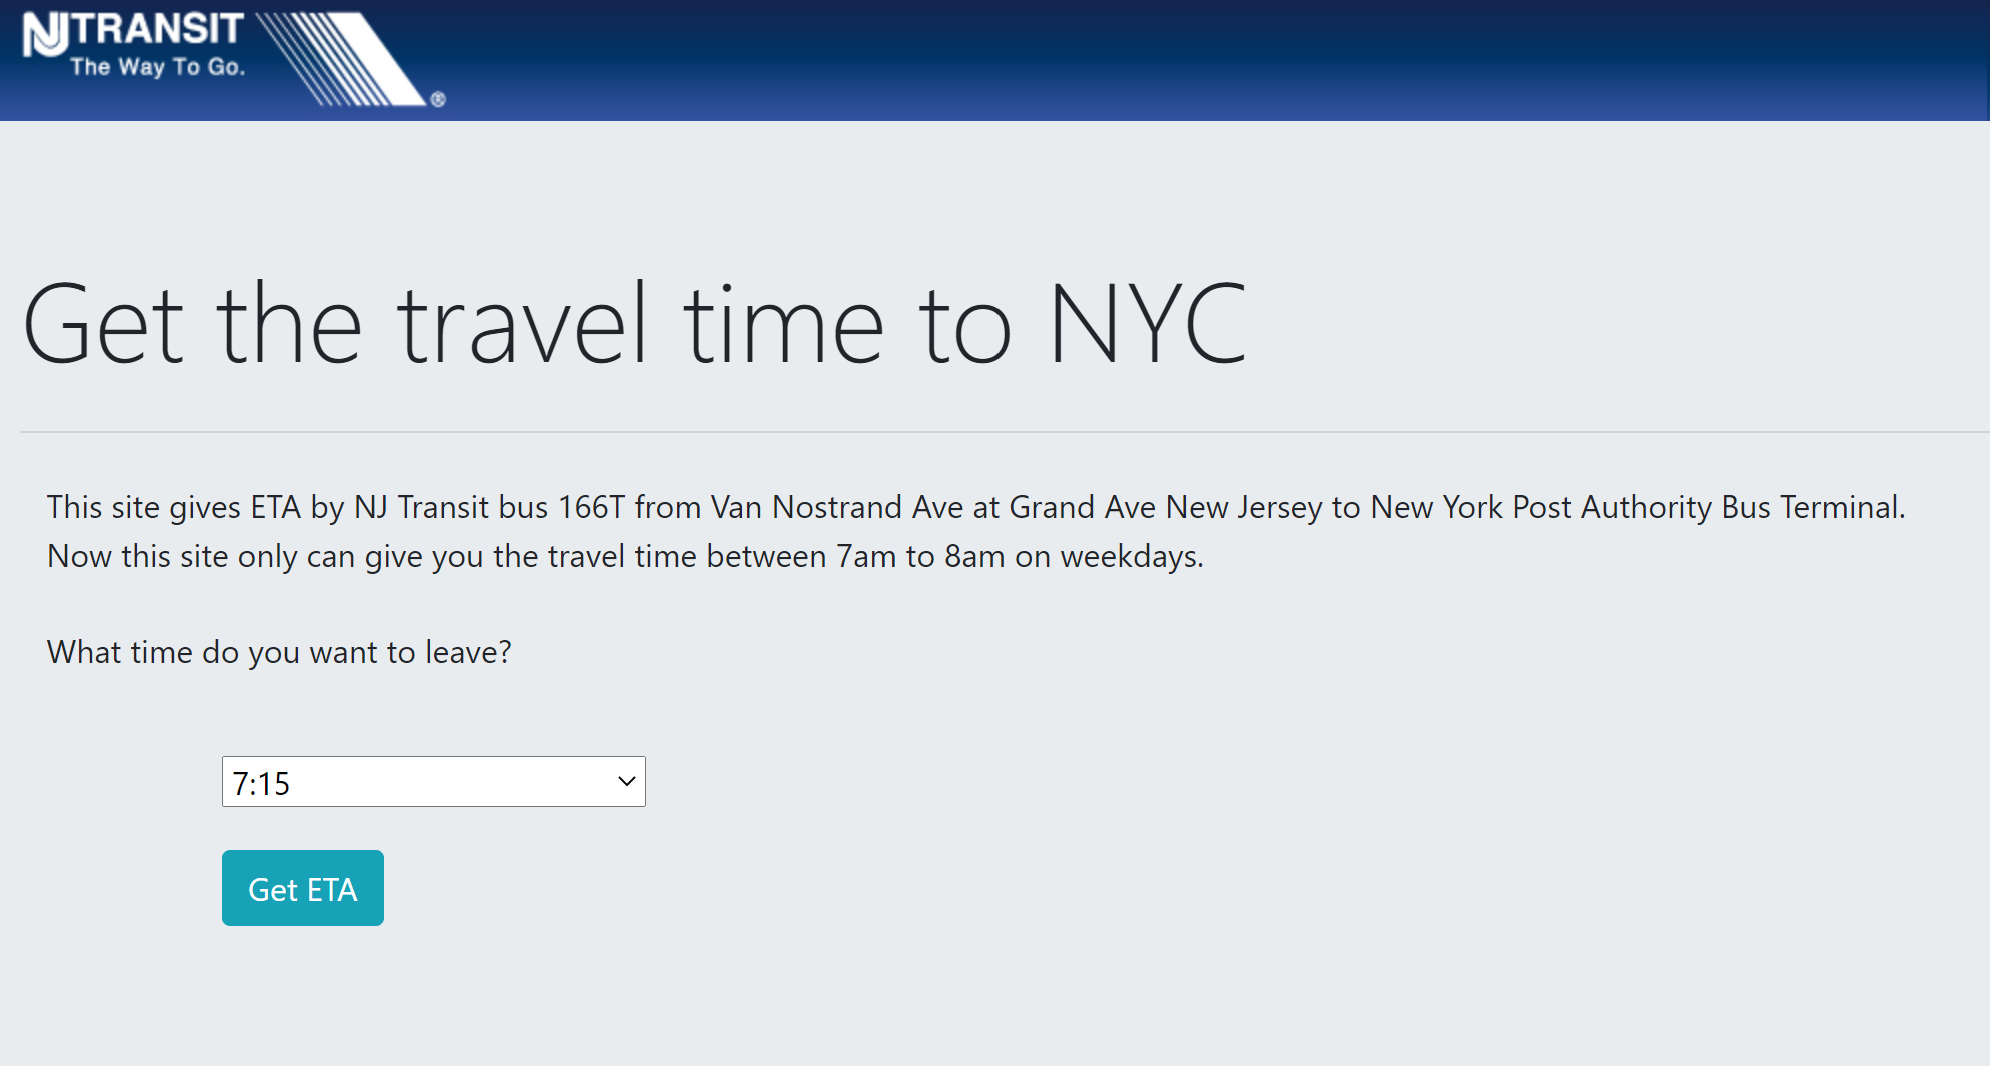 NJTRANSIT
The Way To Go.
®
Get the travel time to NYC
This site gives ETA by NJ Transit bus 166T from Van Nostrand Ave at Grand Ave New Jersey to New York Post Authority Bus Terminal.
Now this site only can give you the travel time between 7am to 8am on weekdays.
What time do you want to leave?
7:15
Get ETA